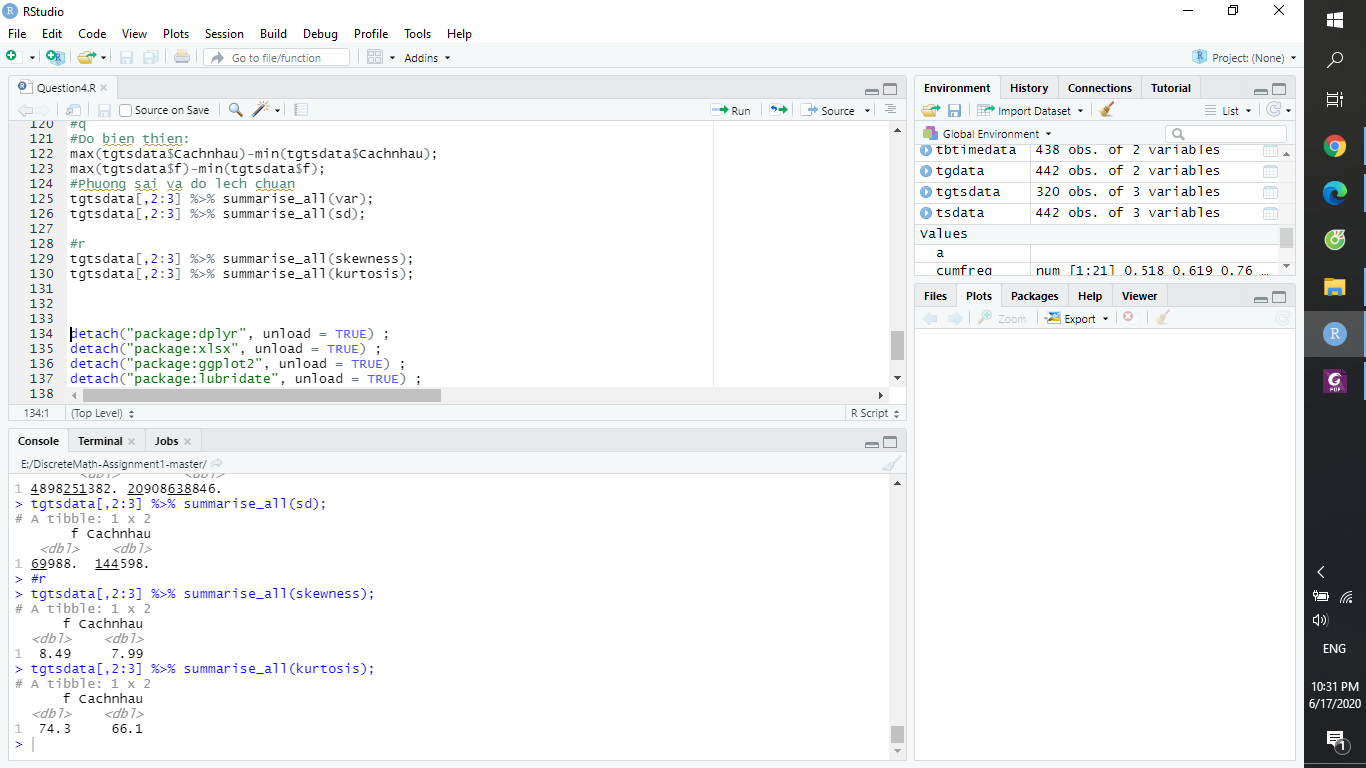 RStudio
File Edit Code View Plots Session Build Debug Profile Tools Help
Go to file/function Addins Project: (None)
Question4.R
Source on Save Run Source
120 #q
121 #Do bien thien:
122 max(tgtsdata$Cachnhau)-min(tgtsdata$Cachnhau);
123 max(tgtsdata$f)-min(tgtsdata$f);
124 #Phuong sai va do lech chuan
125 tgtsdata[,2:3] %>% summarise_all(var);
126 tgtsdata[,2:3] %>% summarise_all(sd);
127
128 #r
129 tgtsdata[,2:3] %>% summarise_all(skewness);
130 tgtsdata[,2:3] %>% summarise_all(kurtosis);
131
132
133
134 detach("package:dplyr", unload = TRUE) ;
135 detach("package:xlsx", unload = TRUE) ;
136 detach("package:ggplot2", unload = TRUE) ;
137 detach("package:lubridate", unload = TRUE) ;
138
134:1 (Top Level) R Script
Console Terminal Jobs
E:/DiscreteMath-Assignment1-master/
<dbl> <dbl>
1 4898251382. 20908638846.
> tgtsdata[,2:3] %>% summarise_all(sd);
# A tibble: 1 x 2
f Cachnhau
<dbl> <dbl>
1 69988. 144598.
> #r
> tgtsdata[,2:3] %>% summarise_all(skewness);
# A tibble: 1 x 2
f Cachnhau
<dbl> <dbl>
1 8.49 7.99
> tgtsdata[,2:3] %>% summarise_all(kurtosis);
# A tibble: 1 x 2
f Cachnhau
<dbl> <dbl>
1 74.3 66.1
>
Environment History Connections Tutorial
Import Dataset List
Global Environment
tbtimedata 438 obs. of 2 variables
tgdata 442 obs. of 2 variables
tgtsdata 320 obs. of 3 variables
tsdata 442 obs. of 3 variables
Values
a
cumfreq num [1:21] 0.518 0.619 0.76 …
Files Plots Packages Help Viewer
Zoom Export
R
PDF
ENG
10:31 PM
6/17/2020
1